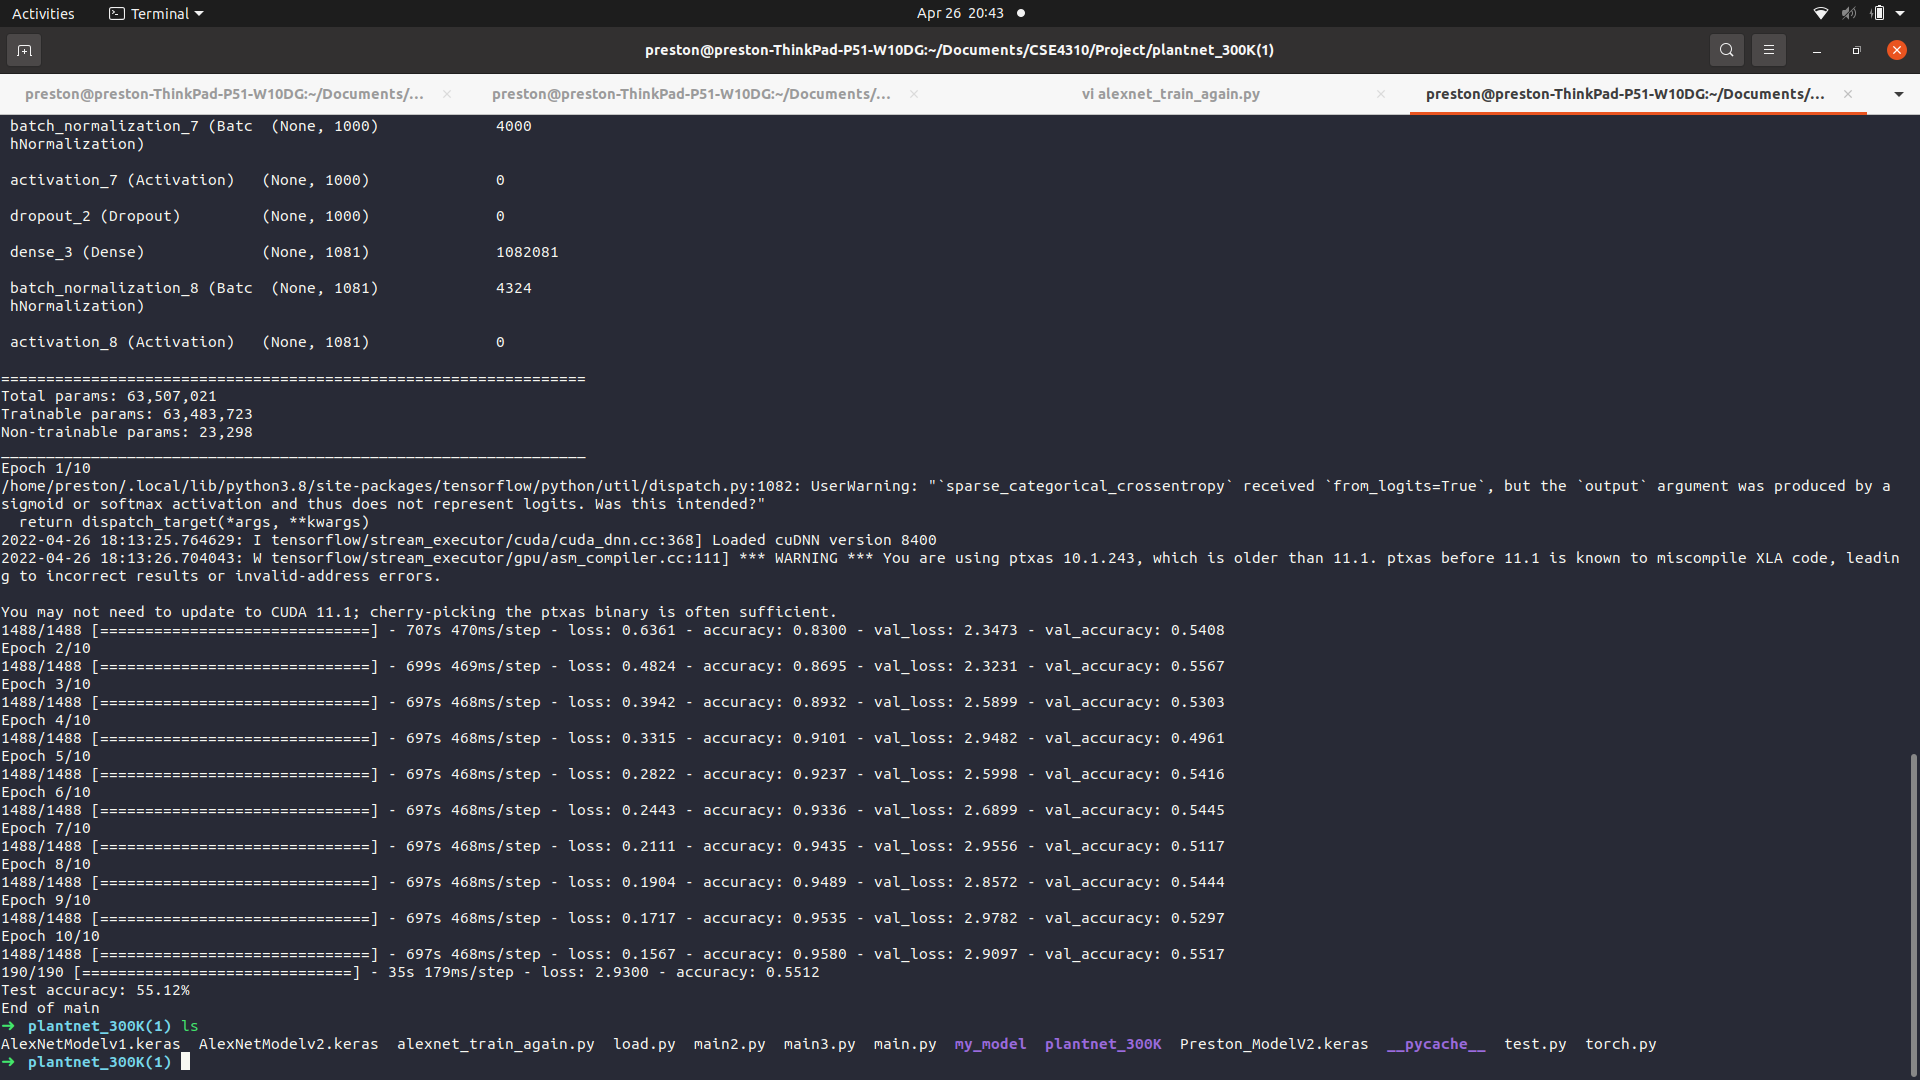 Activities Terminal Apr 26 20:43
preston@preston-ThinkPad-P51-W10DG:~/Documents/CSE4310/Project/plantnet_300K(1)
preston@preston-ThinkPad-P51-W10DG:~/Documents/... × preston@preston-ThinkPad-P51-W10DG:~/Documents/... × vi alexnet_train_again.py × preston@preston-ThinkPad-P51-W10DG:~/Documents/... ×
batch_normalization_7 (Batc (None, 1000) 4000
hNormalization)
activation_7 (Activation) (None, 1000) 0
dropout_2 (Dropout) (None, 1000) 0
dense_3 (Dense) (None, 1081) 1082081
batch_normalization_8 (Batc (None, 1081) 4324
hNormalization)
activation_8 (Activation) (None, 1081) 0
=================================================================
Total params: 63,507,021
Trainable params: 63,483,723
Non-trainable params: 23,298
_________________________________________________________________
Epoch 1/10
/home/preston/.local/lib/python3.8/site-packages/tensorflow/python/util/dispatch.py:1082: UserWarning: "`sparse_categorical_crossentropy` received `from_logits=True`, but the `output` argument was produced by a
sigmoid or softmax activation and thus does not represent logits. Was this intended?"
return dispatch_target(*args, **kwargs)
2022-04-26 18:13:25.764629: I tensorflow/stream_executor/cuda/cuda_dnn.cc:368] Loaded cuDNN version 8400
2022-04-26 18:13:26.704043: W tensorflow/stream_executor/gpu/asm_compiler.cc:111] *** WARNING *** You are using ptxas 10.1.243, which is older than 11.1. ptxas before 11.1 is known to miscompile XLA code, leadin
g to incorrect results or invalid-address errors.
You may not need to update to CUDA 11.1; cherry-picking the ptxas binary is often sufficient.
1488/1488 [==============================] - 707s 470ms/step - loss: 0.6361 - accuracy: 0.8300 - val_loss: 2.3473 - val_accuracy: 0.5408
Epoch 2/10
1488/1488 [==============================] - 699s 469ms/step - loss: 0.4824 - accuracy: 0.8695 - val_loss: 2.3231 - val_accuracy: 0.5567
Epoch 3/10
1488/1488 [==============================] - 697s 468ms/step - loss: 0.3942 - accuracy: 0.8932 - val_loss: 2.5899 - val_accuracy: 0.5303
Epoch 4/10
1488/1488 [==============================] - 697s 468ms/step - loss: 0.3315 - accuracy: 0.9101 - val_loss: 2.9482 - val_accuracy: 0.4961
Epoch 5/10
1488/1488 [==============================] - 697s 468ms/step - loss: 0.2822 - accuracy: 0.9237 - val_loss: 2.5998 - val_accuracy: 0.5416
Epoch 6/10
1488/1488 [==============================] - 697s 468ms/step - loss: 0.2443 - accuracy: 0.9336 - val_loss: 2.6899 - val_accuracy: 0.5445
Epoch 7/10
1488/1488 [==============================] - 697s 468ms/step - loss: 0.2111 - accuracy: 0.9435 - val_loss: 2.9556 - val_accuracy: 0.5117
Epoch 8/10
1488/1488 [==============================] - 697s 468ms/step - loss: 0.1904 - accuracy: 0.9489 - val_loss: 2.8572 - val_accuracy: 0.5444
Epoch 9/10
1488/1488 [==============================] - 697s 468ms/step - loss: 0.1717 - accuracy: 0.9535 - val_loss: 2.9782 - val_accuracy: 0.5297
Epoch 10/10
1488/1488 [==============================] - 697s 468ms/step - loss: 0.1567 - accuracy: 0.9580 - val_loss: 2.9097 - val_accuracy: 0.5517
190/190 [==============================] - 35s 179ms/step - loss: 2.9300 - accuracy: 0.5512
Test accuracy: 55.12%
End of main
➜ plantnet_300K(1) ls
AlexNetModelv1.keras AlexNetModelv2.keras alexnet_train_again.py load.py main2.py main3.py main.py my_model plantnet_300K Preston_ModelV2.keras __pycache__ test.py torch.py
➜ plantnet_300K(1)